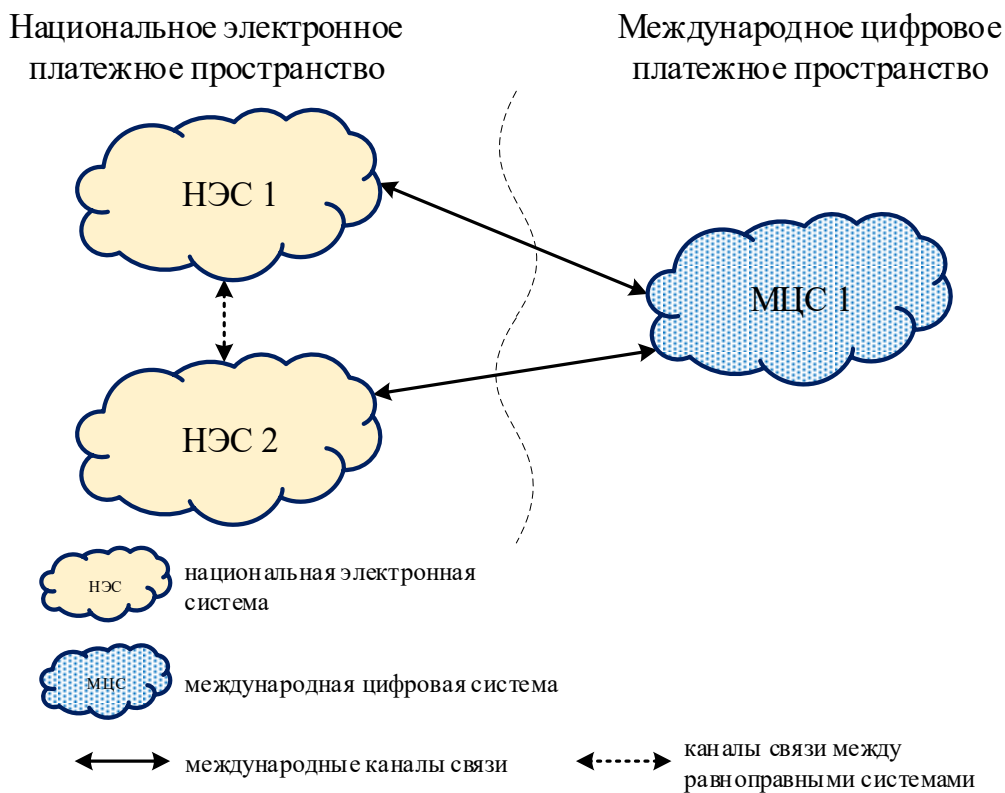 Национальное электронное
платежное пространство
Международное цифровое
платежное пространство
НЭС 1
МЦС 1
НЭС 2
НЭС
национальная электронная
система
МЦС
международная цифровая система
международные каналы связи
каналы связи между
равноправными системами